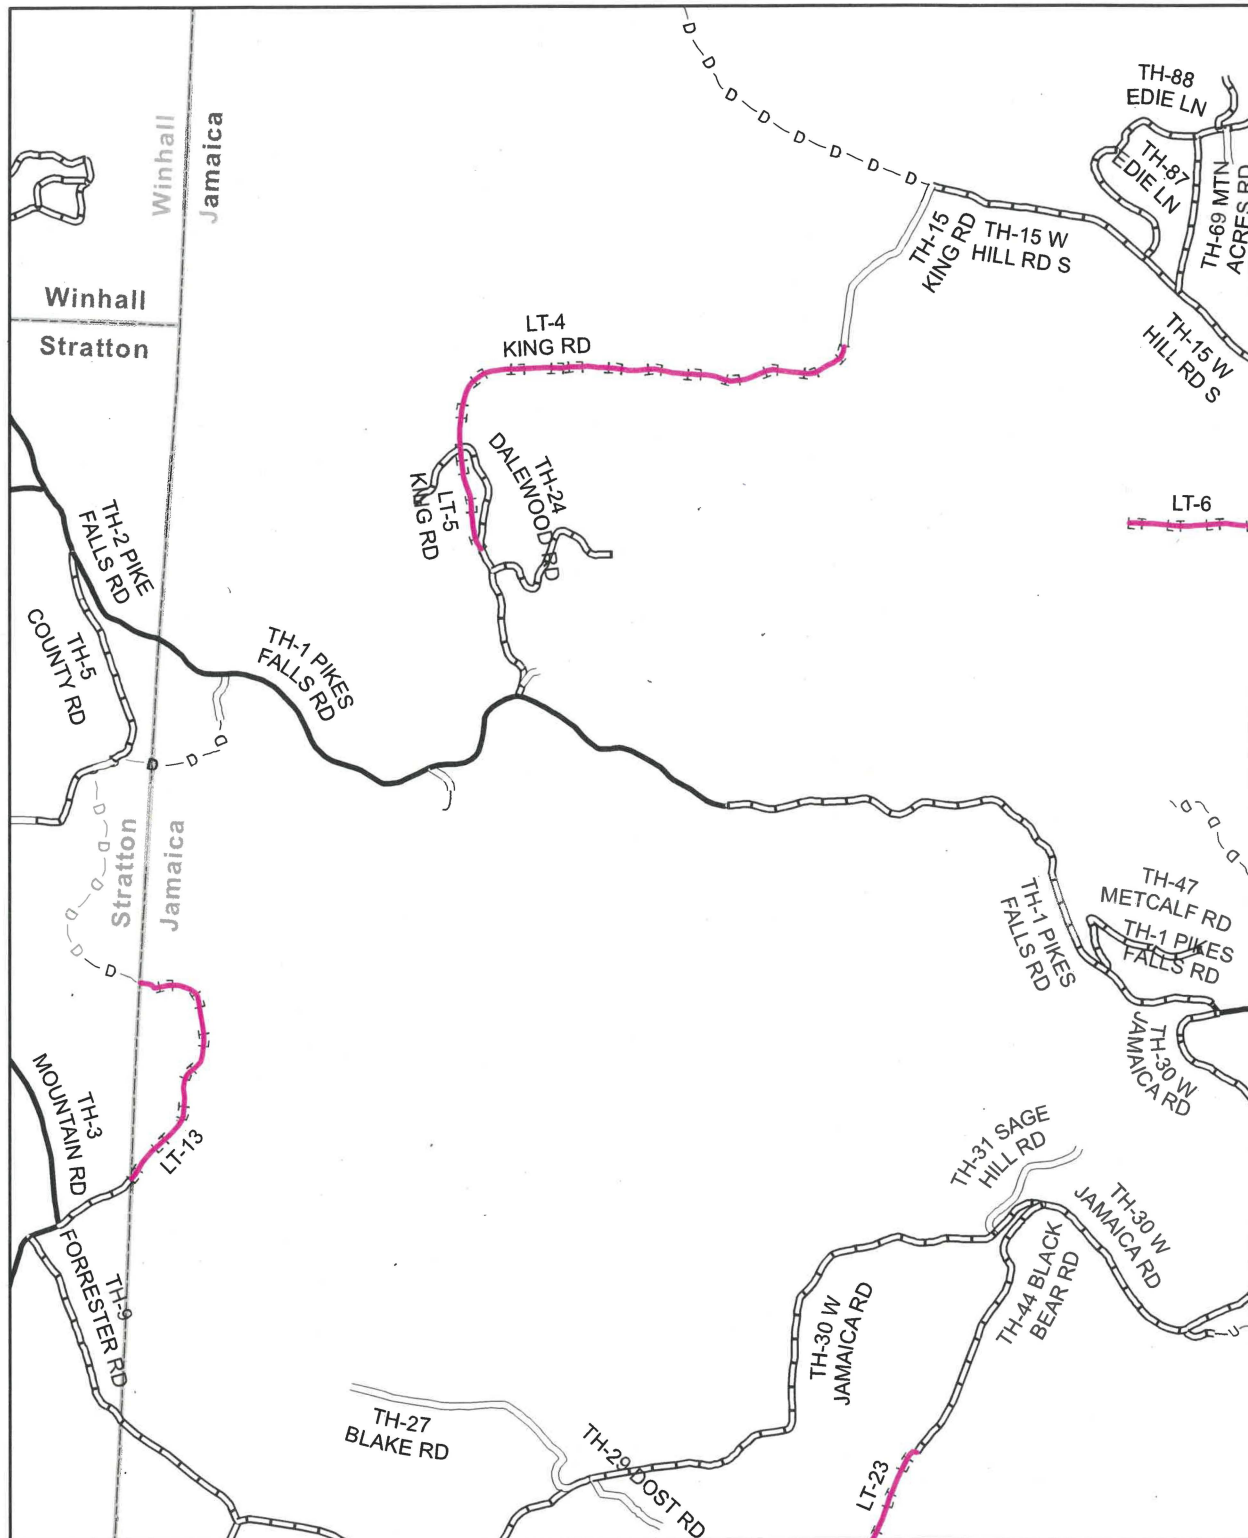 TH-88
EDIE LN
TH-87
EDIE LN
TH-69 MTN
ACRES RD
Winhall
Jamaica
D D D D D D D
TH-15
KING RD
TH-15 W
HILL RD S
TH-15 W
HILL RD S
Winhall
Stratton
LT-4
KING RD
LT-5
KING RD
TH-24
DALEWOOD RD
LT-6
TH-2 PIKE
FALLS RD
TH-5
COUNTY RD
TH-1 PIKES
FALLS RD
D D D
D D D D D D
Stratton
Jamaica
D D D
TH-47
METCALF RD
TH-1 PIKES
FALLS RD
TH-1 PIKES
FALLS RD
TH-30 W
JAMAICA RD
TH-3
MOUNTAIN RD
LT-13
TH-31 SAGE
HILL RD
TH-30 W
JAMAICA RD
TH-9
FORRESTER RD
TH-44 BLACK
BEAR RD
TH-30 W
JAMAICA RD
TH-27
BLAKE RD
TH-29 DOST RD
LT-23